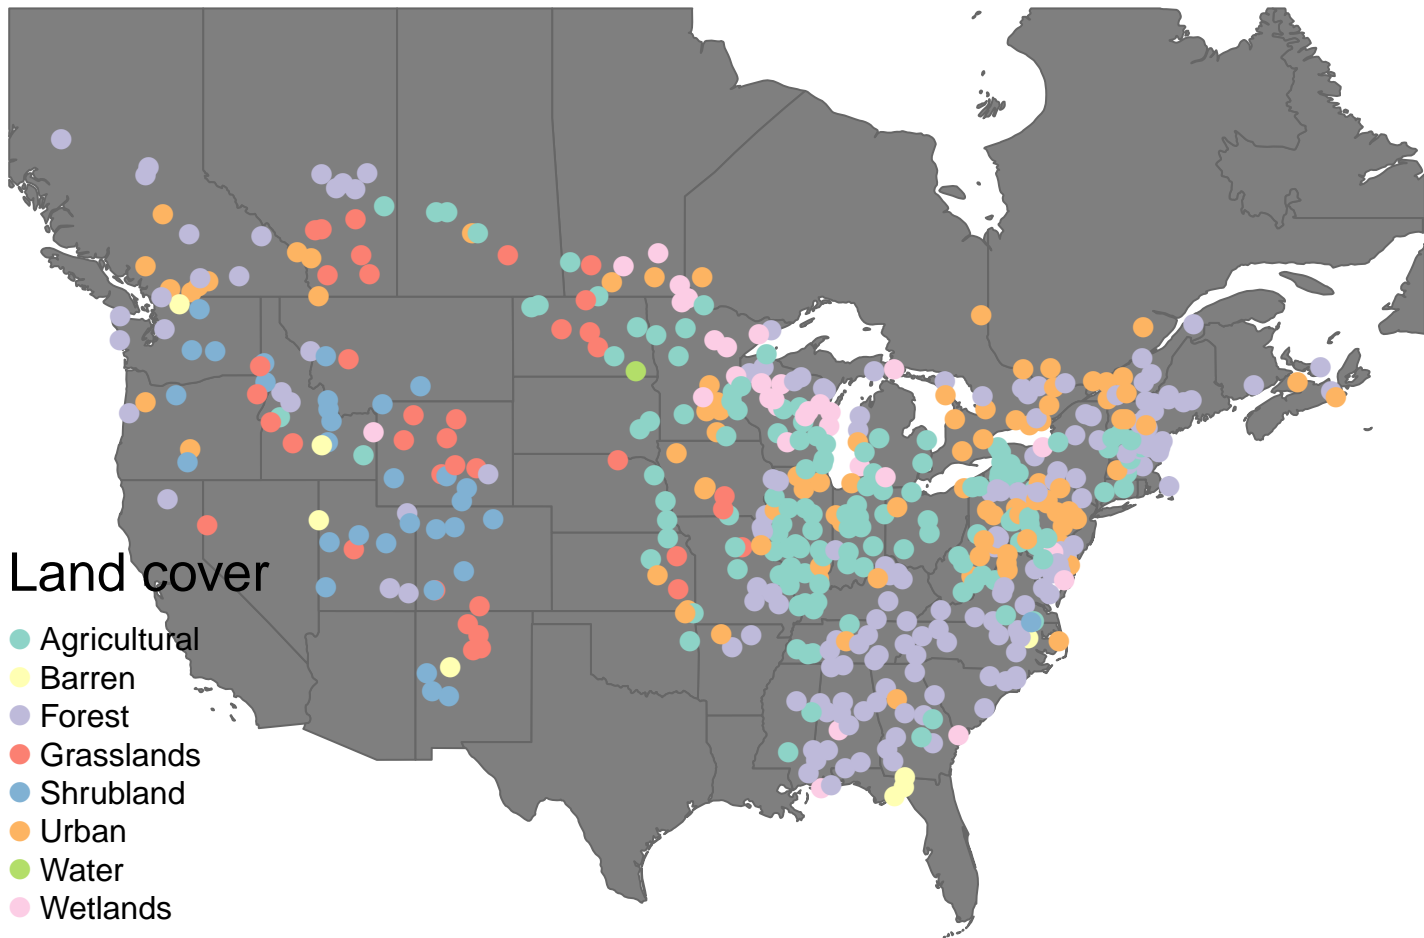 Land cover
Agricultural
Barren
Forest
Grasslands
Shrubland
Urban
Water
Wetlands